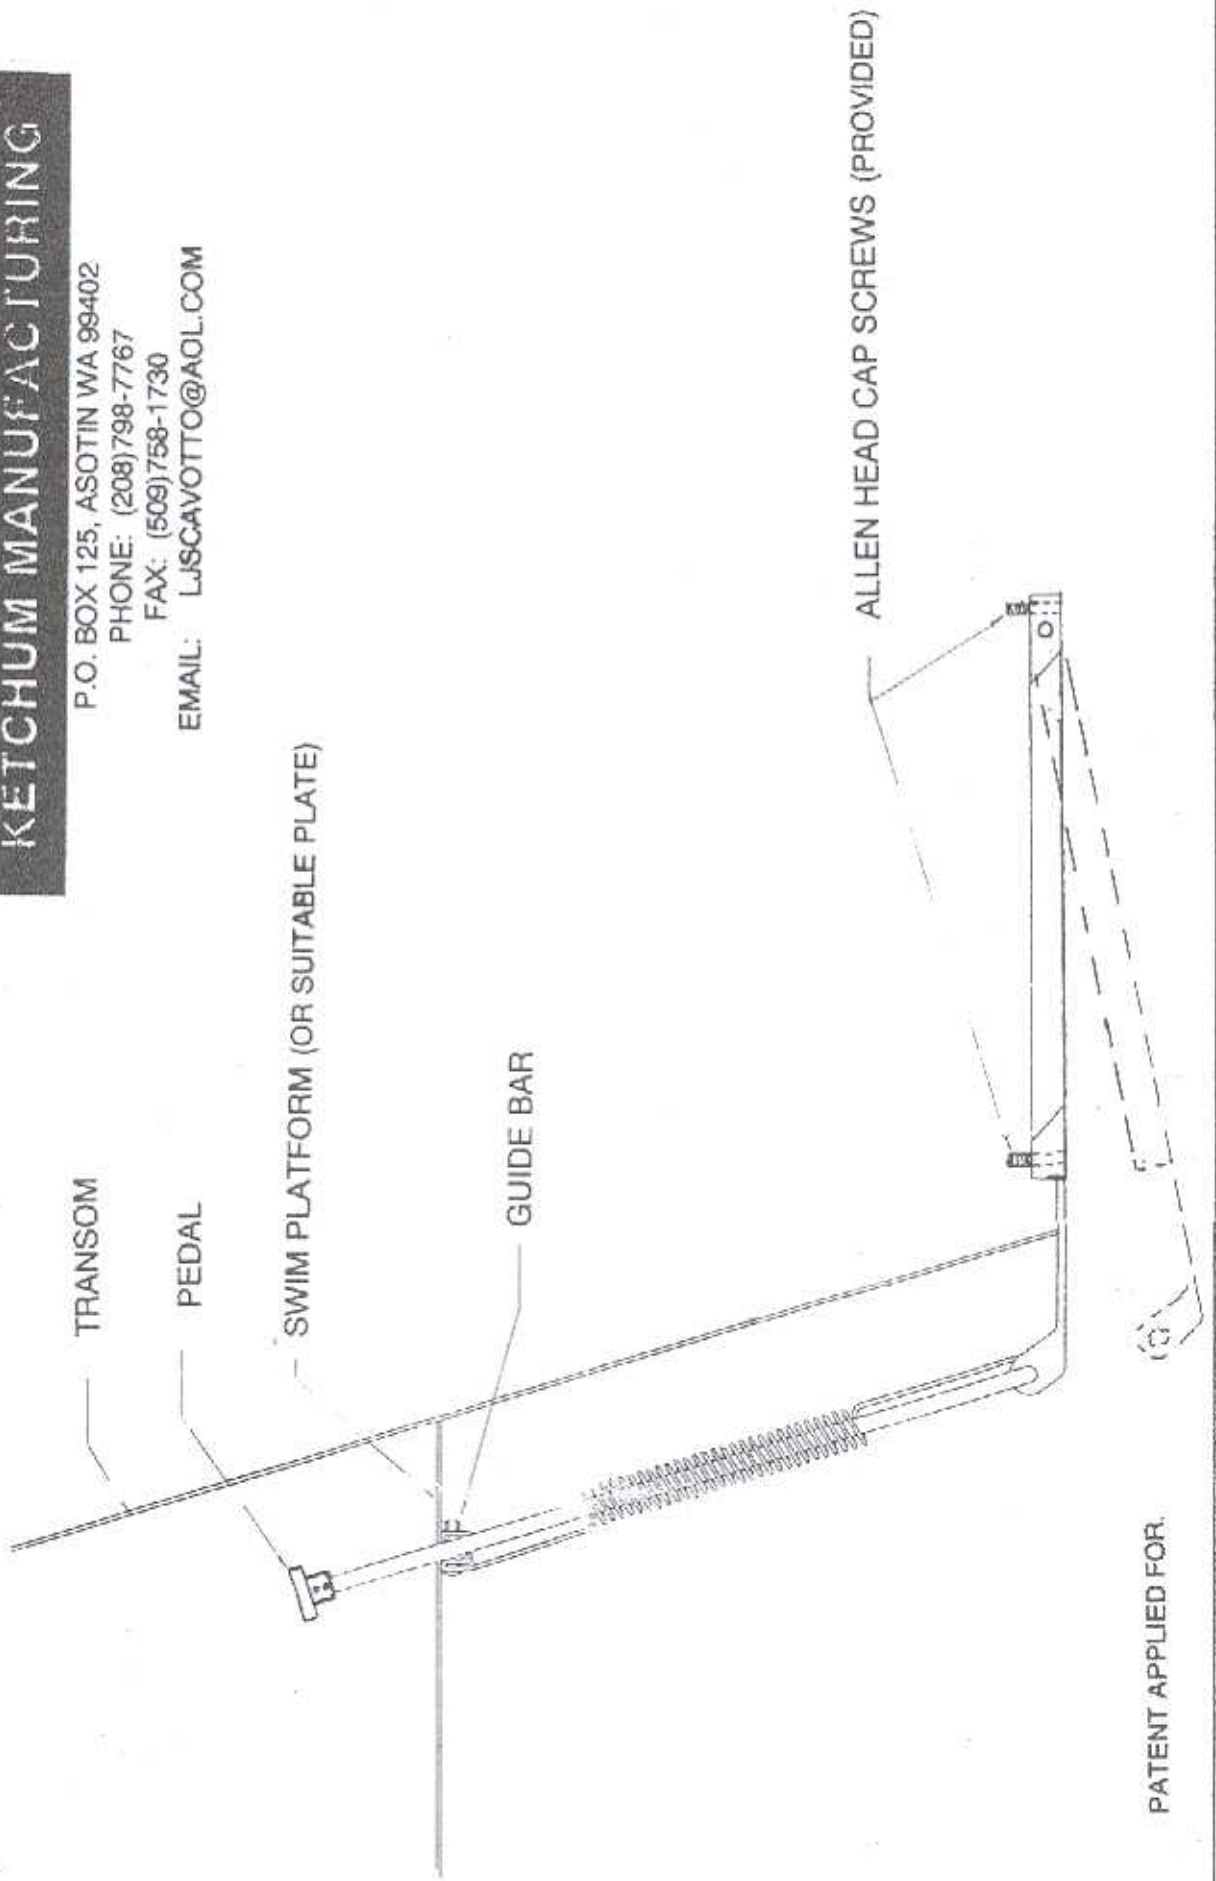 KETCHUM MANUFACTURING
P.O. BOX 125, ASOTIN WA 99402
PHONE: (208)798-7767
FAX: (509)758-1730
EMAIL: LJSCAVOTTO@AOL.COM
TRANSOM
PEDAL
SWIM PLATFORM (OR SUITABLE PLATE)
GUIDE BAR
ALLEN HEAD CAP SCREWS (PROVIDED)
PATENT APPLIED FOR.